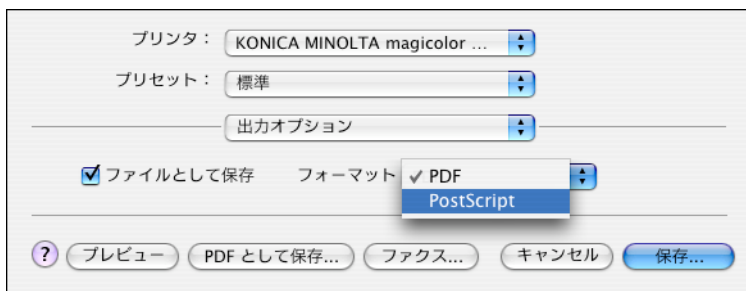 プリンタ： KONICA MINOLTA magicolor ...
プリセット： 標準
出力オプション
ファイルとして保存 フォーマット ✓ PDF
PostScript
? プレビュー PDF として保存... ファクス... キャンセル 保存...